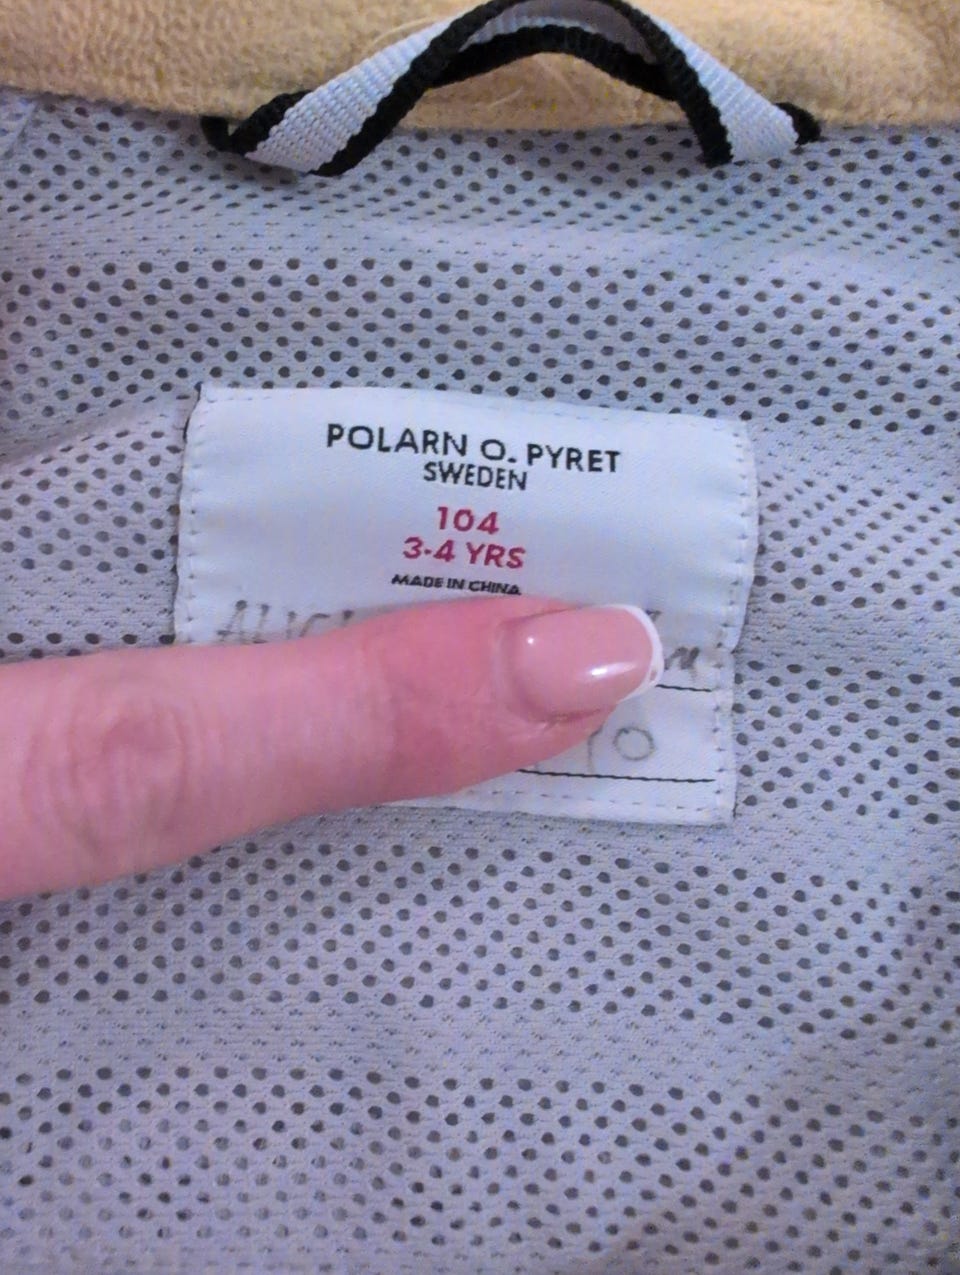 POLARN O. PYRET
SWEDEN
104
3-4 YRS
MADE IN CHINA